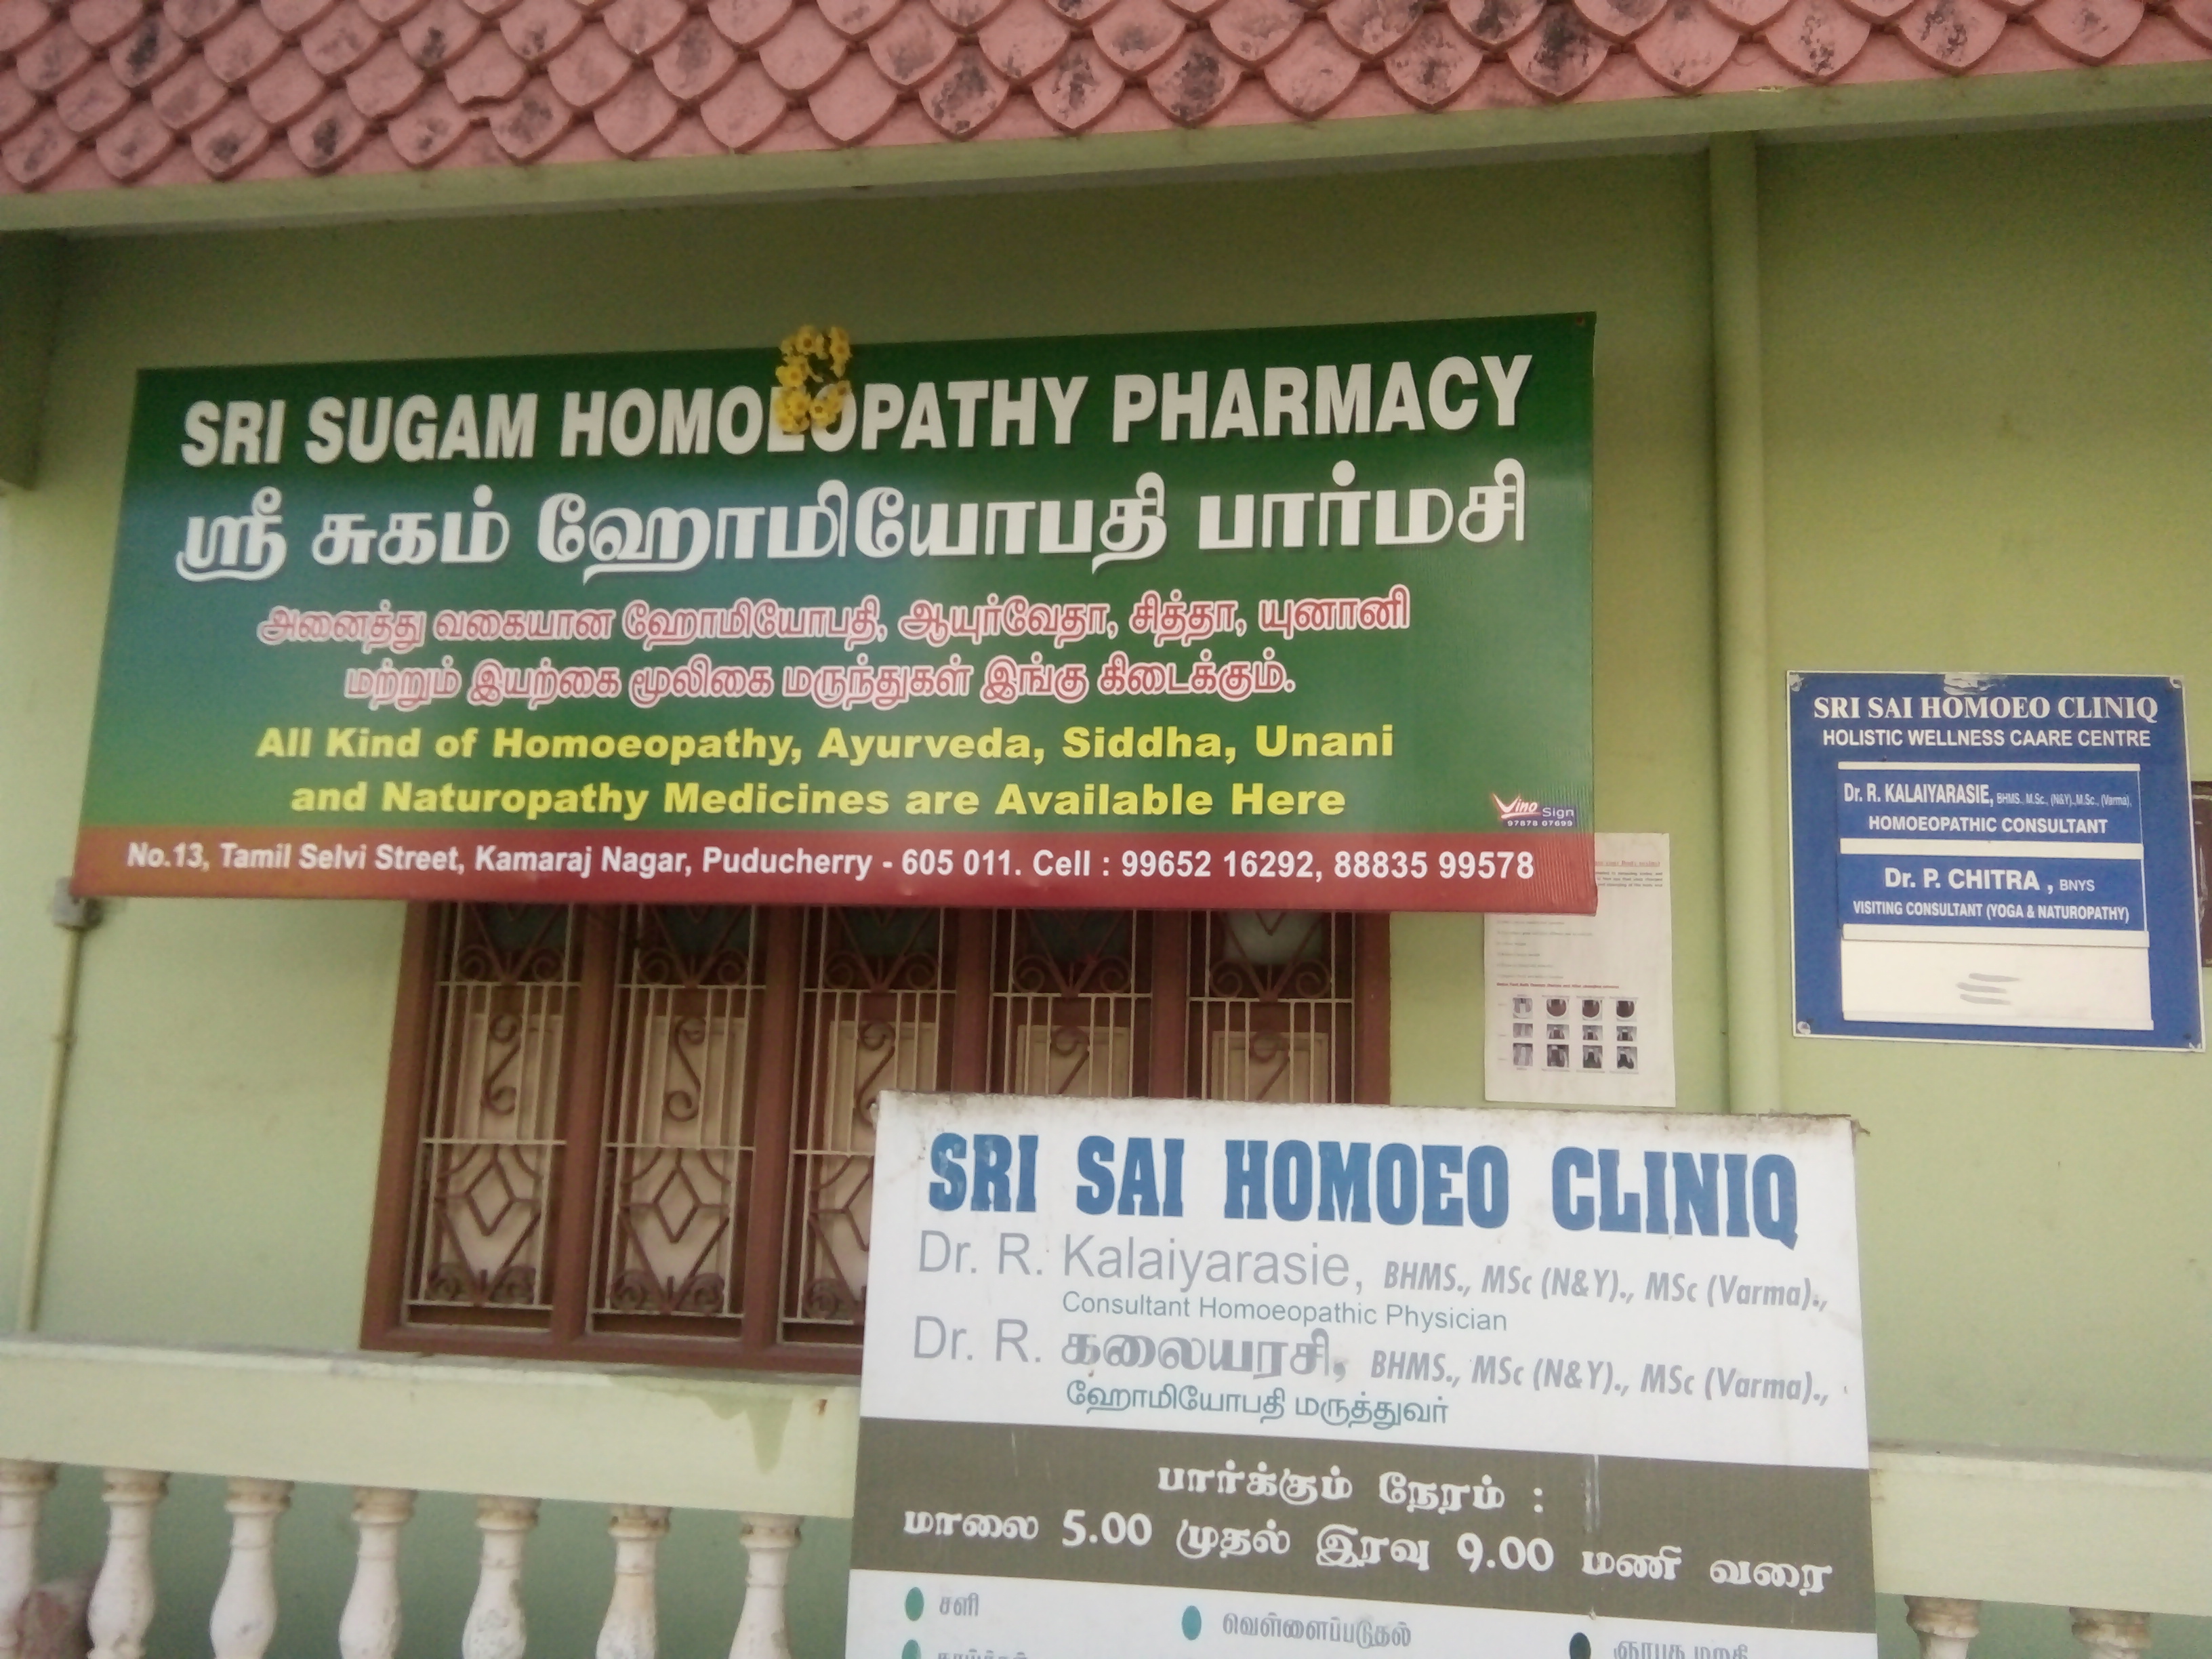 SRI SUGAM HOMOEOPATHY PHARMACY
ஸ்ரீ சுகம் ஹோமியோபதி பார்மசி
அனைத்து வகையான ஹோமியோபதி, ஆயுர்வேதா, சித்தா, யுனானி
மற்றும் இயற்கை மூலிகை மருந்துகள் இங்கு கிடைக்கும்.
All Kind of Homoeopathy, Ayurveda, Siddha, Unani
and Naturopathy Medicines are Available Here
Vino Sign
97878 07699
No.13, Tamil Selvi Street, Kamaraj Nagar, Puducherry - 605 011. Cell : 99652 16292, 88835 99578
SRI SAI HOMOEO CLINIQ
HOLISTIC WELLNESS CAARE CENTRE
Dr. R. KALAIYARASIE, BHMS., M.Sc., (N&Y).,M.Sc., (Varma).
HOMOEOPATHIC CONSULTANT
Dr. P. CHITRA , BNYS
VISITING CONSULTANT (YOGA & NATUROPATHY)
SRI SAI HOMOEO CLINIQ
Dr. R. Kalaiyarasie, BHMS., MSc (N&Y)., MSc (Varma).,
Consultant Homoeopathic Physician
Dr. R. கலையரசி, BHMS., MSc (N&Y)., MSc (Varma).,
ஹோமியோபதி மருத்துவர்
பார்க்கும் நேரம் :
மாலை 5.00 முதல் இரவு 9.00 மணி வரை
சளி
வெள்ளைப்படுதல்
ஞாபக மறதி